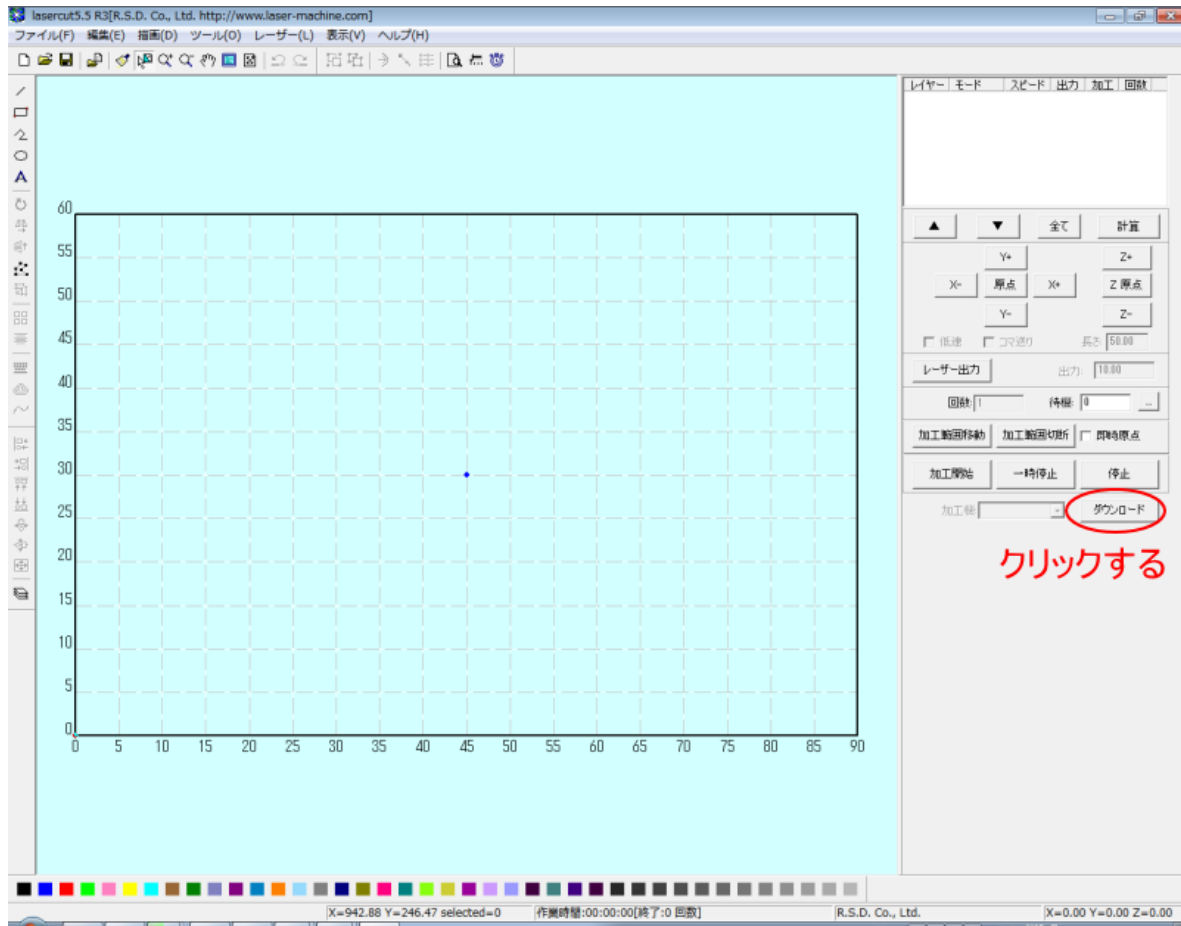 lasercut5.5 R3[R.S.D. Co., Ltd. http://www.laser-machine.com]
ファイル(F) 編集(E) 描画(D) ツール(O) レーザー(L) 表示(V) ヘルプ(H)
レイヤー モード スピード 出力 加工 回数
▲ ▼ 全て 計算
Y+ Z+
X- 原点 X+ Z 原点
Y- Z-
低速 コマ送り 長さ: 50.00
レーザー出力 出力: 10.00
回数: 1 待機: 0 ...
加工範囲移動 加工範囲切断 即時原点
加工開始 一時停止 停止
加工後 ダウンロード
クリックする
60
55
50
45
40
35
30
25
20
15
10
5
0
0 5 10 15 20 25 30 35 40 45 50 55 60 65 70 75 80 85 90
X=942.88 Y=246.47 selected=0 作業時間:00:00:00[終了:0 回数] R.S.D. Co., Ltd. X=0.00 Y=0.00 Z=0.00